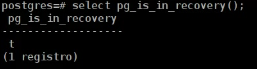 postgres=# select pg_is_in_recovery();
 pg_is_in_recovery
-------------------
 t
(1 registro)